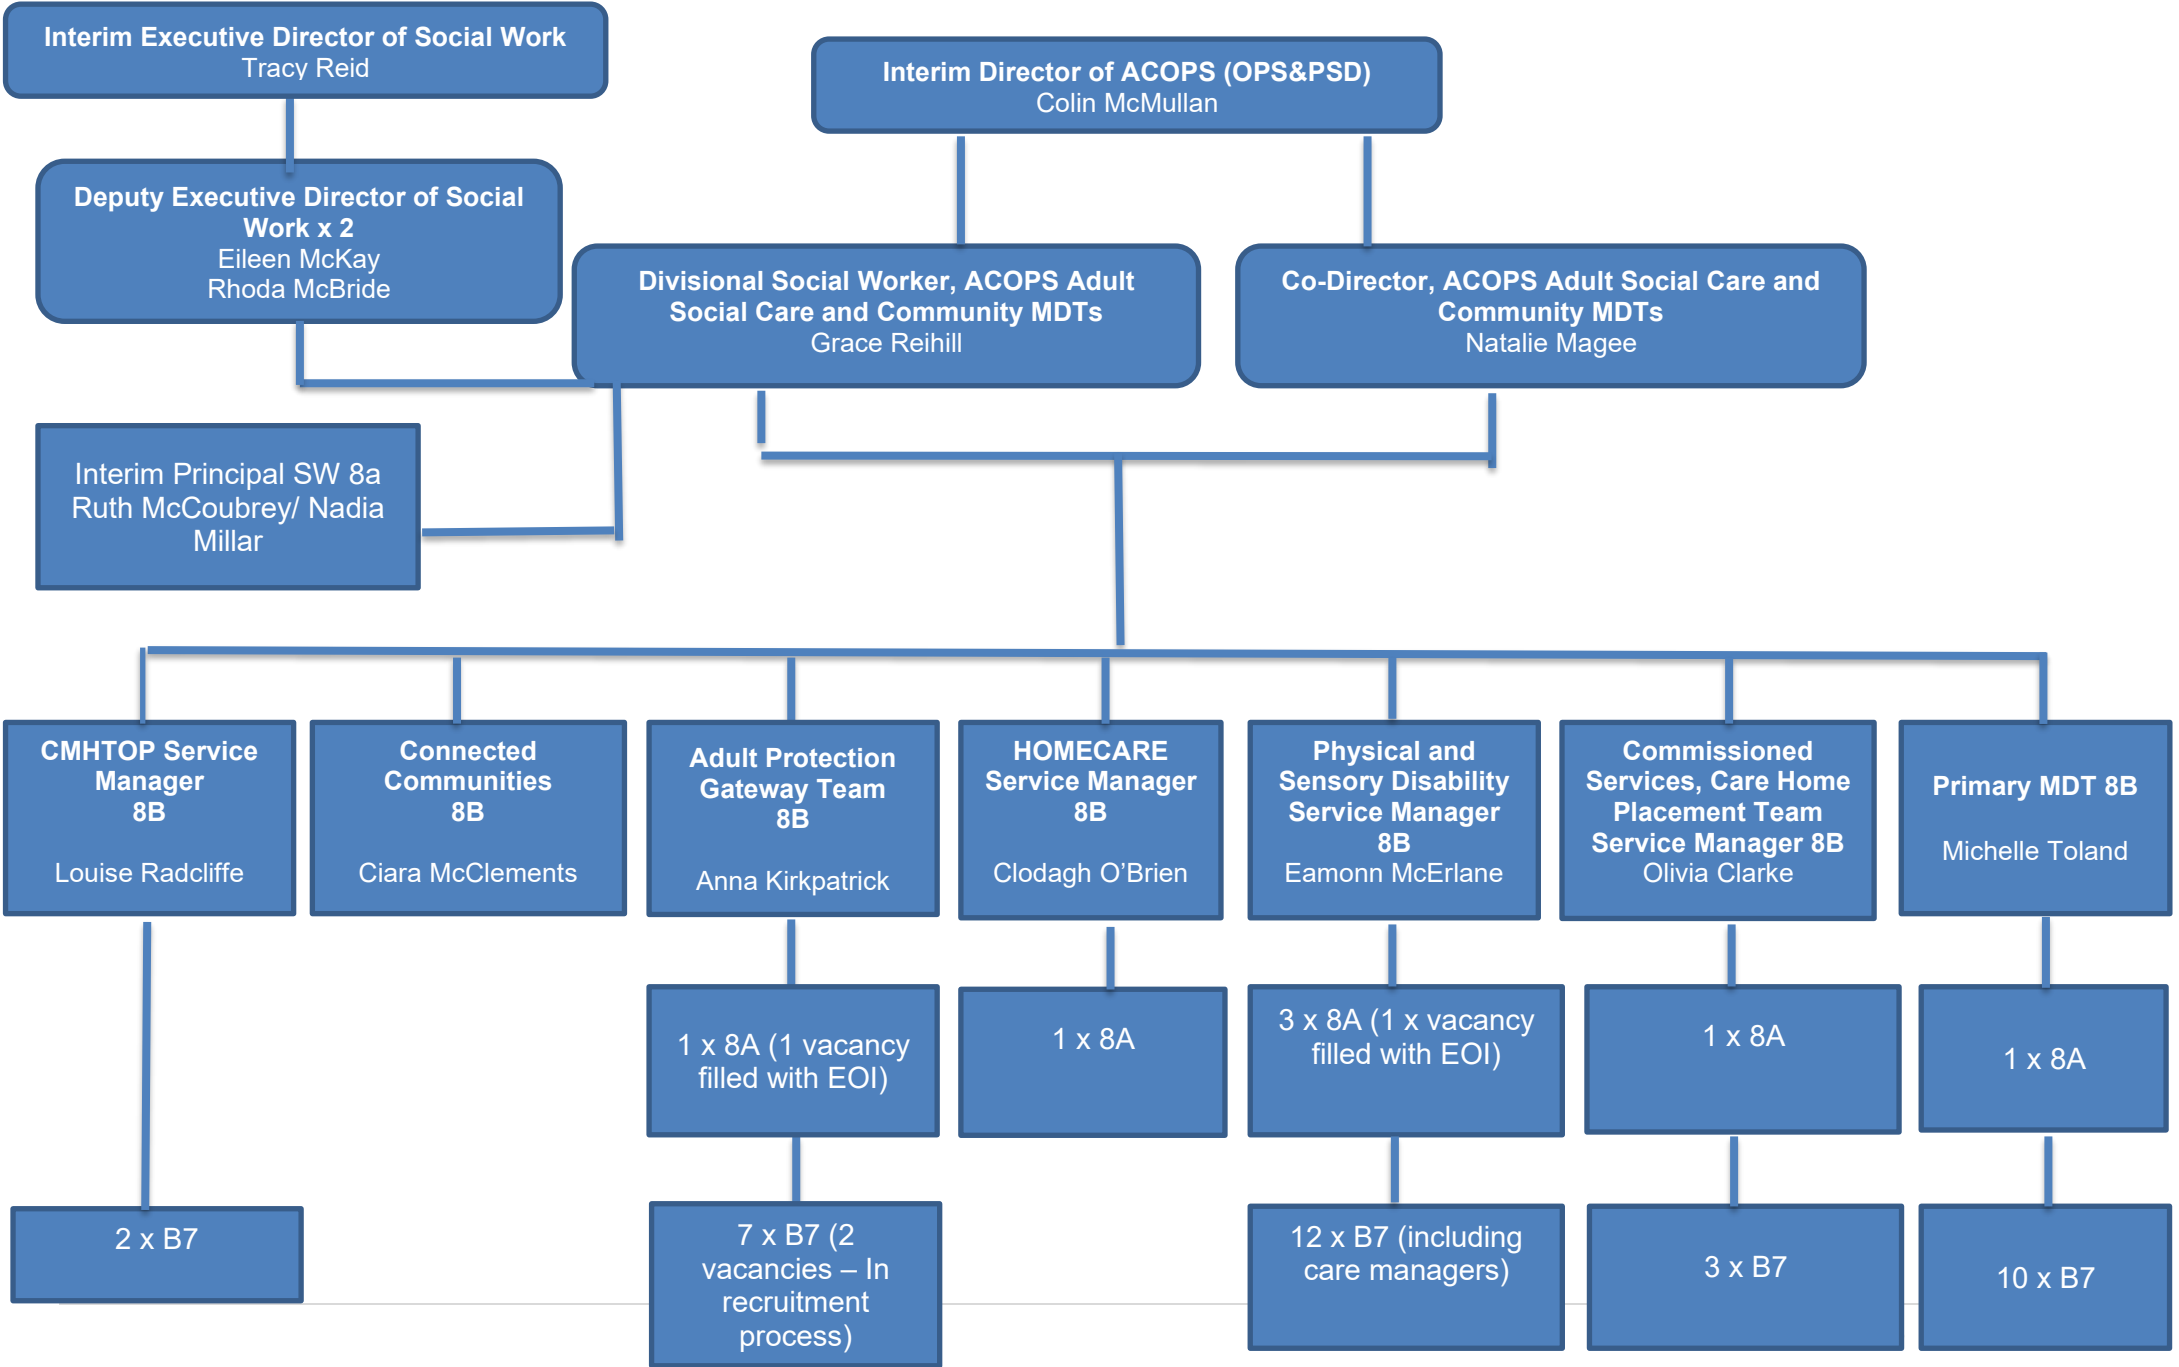 Interim Executive Director of Social Work
Tracy Reid
Interim Director of ACOPS (OPS&PSD)
Colin McMullan
Deputy Executive Director of Social
Work x 2
Eileen McKay
Rhoda McBride
Divisional Social Worker, ACOPS Adult
Social Care and Community MDTs
Grace Reihill
Co-Director, ACOPS Adult Social Care and
Community MDTs
Natalie Magee
Interim Principal SW 8a
Ruth McCoubrey/ Nadia
Millar
CMHTOP Service
Manager
8B
Louise Radcliffe
Connected
Communities
8B
Ciara McClements
Adult Protection
Gateway Team
8B
Anna Kirkpatrick
HOMECARE
Service Manager
8B
Clodagh O’Brien
Physical and
Sensory Disability
Service Manager
8B
Eamonn McErlane
Commissioned
Services, Care Home
Placement Team
Service Manager 8B
Olivia Clarke
Primary MDT 8B
Michelle Toland
1 x 8A (1 vacancy
filled with EOI)
1 x 8A
3 x 8A (1 x vacancy
filled with EOI)
1 x 8A
1 x 8A
2 x B7
7 x B7 (2
vacancies – In
recruitment
process)
12 x B7 (including
care managers)
3 x B7
10 x B7